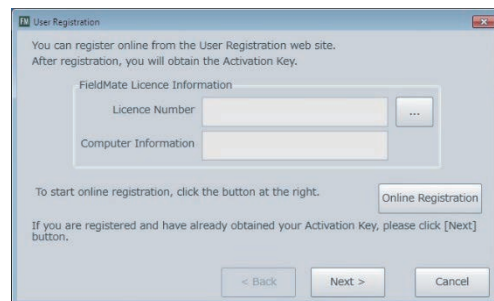 FM User Registration
You can register online from the User Registration web site.
After registration, you will obtain the Activation Key.
FieldMate Licence Information
Licence Number
...
Computer Information
To start online registration, click the button at the right.
Online Registration
If you are registered and have already obtained your Activation Key, please click [Next]
button.
< Back
Next >
Cancel